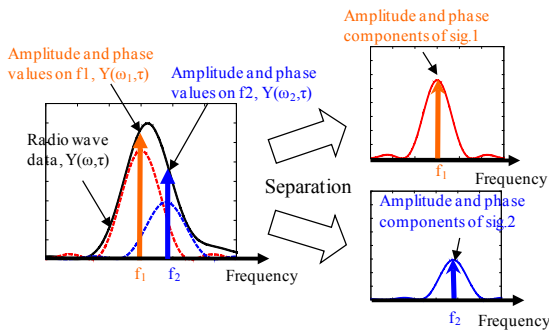 Amplitude and phase
values on f1, Y(ω1,τ)
Amplitude and phase
values on f2, Y(ω2,τ)
Radio wave
data, Y(ω,τ)
f1
f2
Frequency
Separation
Amplitude and phase
components of sig.1
f1
Frequency
Amplitude and phase
components of sig.2
f2
Frequency